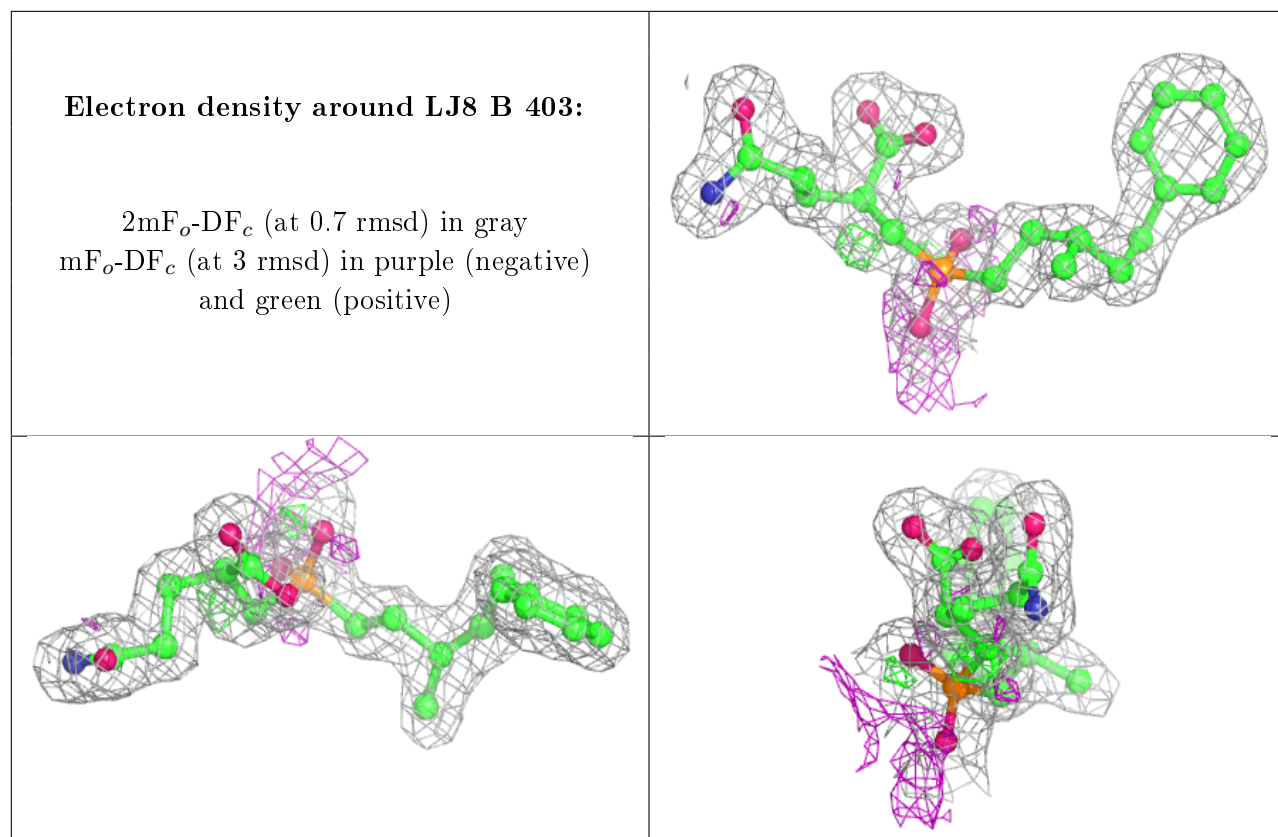 Electron density around LJ8 B 403:
2mFₒ-DF𝒸 (at 0.7 rmsd) in gray
mFₒ-DF𝒸 (at 3 rmsd) in purple (negative)
and green (positive)